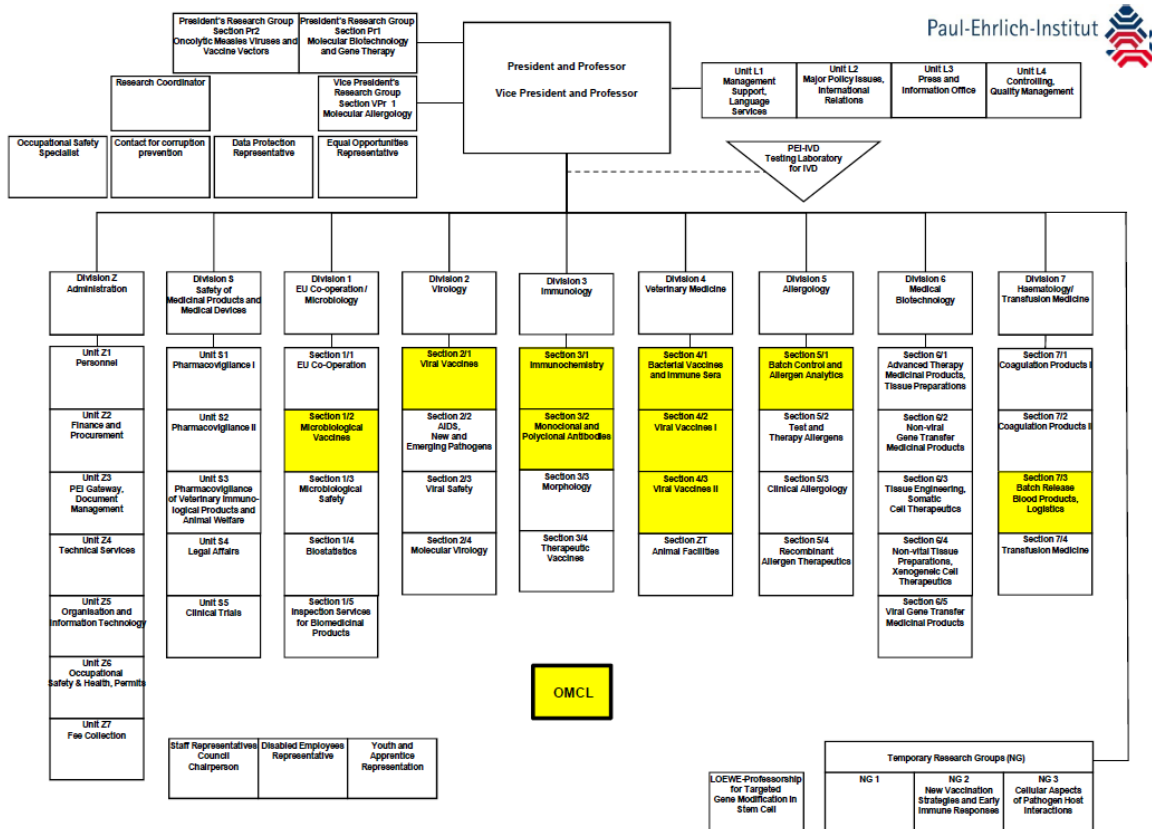 Paul-Ehrlich-Institut
President's Research Group
Section Pr2
Oncolytic Measles Viruses and
Vaccine Vectors
President's Research Group
Section Pr1
Molecular Biotechnology
and Gene Therapy
President and Professor
Vice President and Professor
Unit L1
Management
Support,
Language
Services
Unit L2
Major Policy Issues,
International
Relations
Unit L3
Press and
Information Office
Unit L4
Controlling,
Quality Management
Research Coordinator
Vice President's
Research Group
Section VPr 1
Molecular Allergology
Occupational Safety
Specialist
Contact for corruption
prevention
Data Protection
Representative
Equal Opportunities
Representative
PEI-IVD
Testing Laboratory
for IVD
Division Z
Administration
Unit Z1
Personnel
Unit Z2
Finance and
Procurement
Unit Z3
PEI Gateway,
Document
Management
Unit Z4
Technical Services
Unit Z5
Organisation and
Information Technology
Unit Z6
Occupational
Safety & Health, Permits
Unit Z7
Fee Collection
Division S
Safety of
Medicinal Products and
Medical Devices
Unit S1
Pharmacovigilance I
Unit S2
Pharmacovigilance II
Unit S3
Pharmacovigilance
of Veterinary Immuno-
logical Products and
Animal Welfare
Unit S4
Legal Affairs
Unit S5
Clinical Trials
Division 1
EU Co-operation /
Microbiology
Section 1/1
EU Co-Operation
Section 1/2
Microbiological
Vaccines
Section 1/3
Microbiological
Safety
Section 1/4
Biostatistics
Section 1/5
Inspection Services
for Biomedicinal
Products
Division 2
Virology
Section 2/1
Viral Vaccines
Section 2/2
AIDS,
New and
Emerging Pathogens
Section 2/3
Viral Safety
Section 2/4
Molecular Virology
Division 3
Immunology
Section 3/1
Immunochemistry
Section 3/2
Monoclonal and
Polyclonal Antibodies
Section 3/3
Morphology
Section 3/4
Therapeutic
Vaccines
Division 4
Veterinary Medicine
Section 4/1
Bacterial Vaccines
and Immune Sera
Section 4/2
Viral Vaccines I
Section 4/3
Viral Vaccines II
Section ZT
Animal Facilities
Division 5
Allergology
Section 5/1
Batch Control and
Allergen Analytics
Section 5/2
Test and
Therapy Allergens
Section 5/3
Clinical Allergology
Section 5/4
Recombinant
Allergen Therapeutics
Division 6
Medical
Biotechnology
Section 6/1
Advanced Therapy
Medicinal Products,
Tissue Preparations
Section 6/2
Non-viral
Gene Transfer
Medicinal Products
Section 6/3
Tissue Engineering,
Somatic
Cell Therapeutics
Section 6/4
Non-vital Tissue
Preparations,
Xenogeneic Cell
Therapeutics
Section 6/5
Viral Gene Transfer
Medicinal Products
Division 7
Haematology/
Transfusion Medicine
Section 7/1
Coagulation Products I
Section 7/2
Coagulation Products II
Section 7/3
Batch Release
Blood Products,
Logistics
Section 7/4
Transfusion Medicine
OMCL
Staff Representatives
Council
Chairperson
Disabled Employees
Representative
Youth and
Apprentice
Representation
LOEWE-Professorship
for Targeted
Gene Modification in
Stem Cell
Temporary Research Groups (NG)
NG 1
NG 2
New Vaccination
Strategies and Early
Immune Responses
NG 3
Cellular Aspects
of Pathogen Host
Interactions